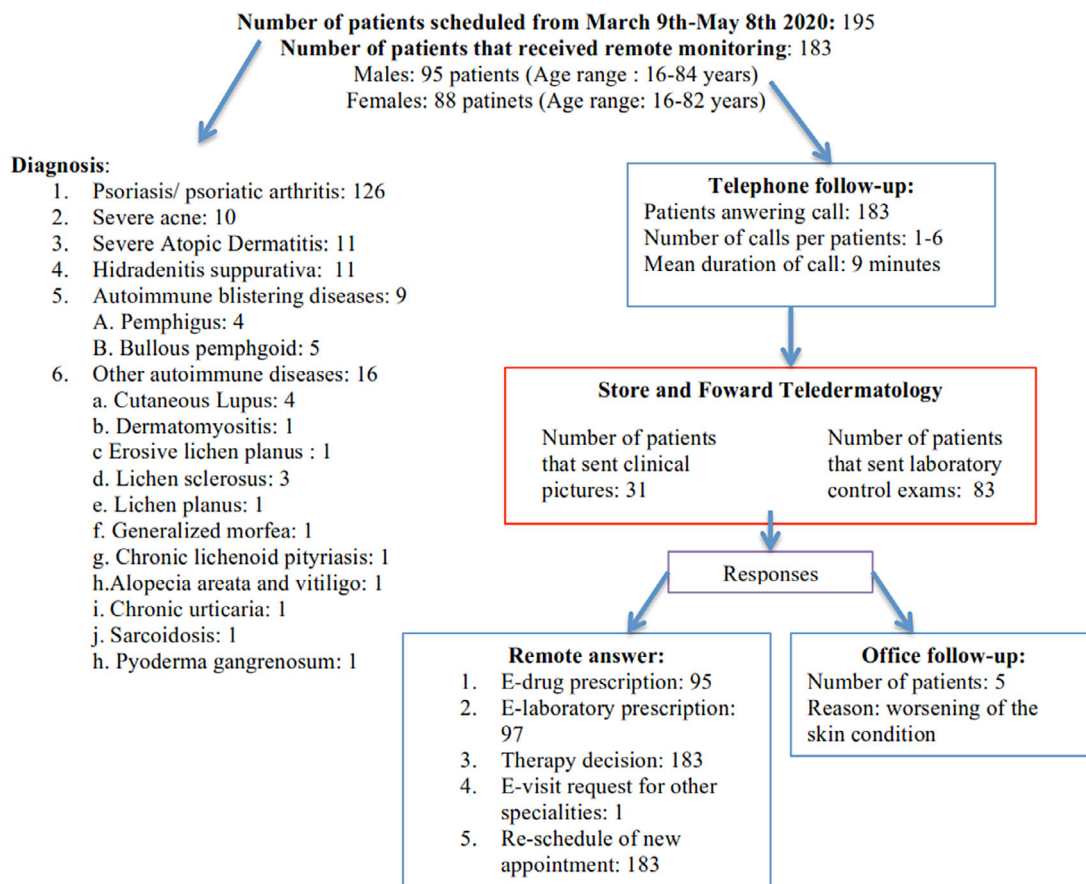 Number of patients scheduled from March 9th-May 8th 2020: 195
Number of patients that received remote monitoring: 183
Males: 95 patients (Age range : 16-84 years)
Females: 88 patinets (Age range: 16-82 years)
Diagnosis:
1. Psoriasis/ psoriatic arthritis: 126
2. Severe acne: 10
3. Severe Atopic Dermatitis: 11
4. Hidradenitis suppurativa: 11
5. Autoimmune blistering diseases: 9
A. Pemphigus: 4
B. Bullous pemphgoid: 5
6. Other autoimmune diseases: 16
a. Cutaneous Lupus: 4
b. Dermatomyositis: 1
c Erosive lichen planus : 1
d. Lichen sclerosus: 3
e. Lichen planus: 1
f. Generalized morfea: 1
g. Chronic lichenoid pityriasis: 1
h.Alopecia areata and vitiligo: 1
i. Chronic urticaria: 1
j. Sarcoidosis: 1
h. Pyoderma gangrenosum: 1
Telephone follow-up:
Patients anwering call: 183
Number of calls per patients: 1-6
Mean duration of call: 9 minutes
Store and Foward Teledermatology
Number of patients
that sent clinical
pictures: 31
Number of patients
that sent laboratory
control exams: 83
Responses
Remote answer:
1. E-drug prescription: 95
2. E-laboratory prescription:
97
3. Therapy decision: 183
4. E-visit request for other
specialities: 1
5. Re-schedule of new
appointment: 183
Office follow-up:
Number of patients: 5
Reason: worsening of the
skin condition